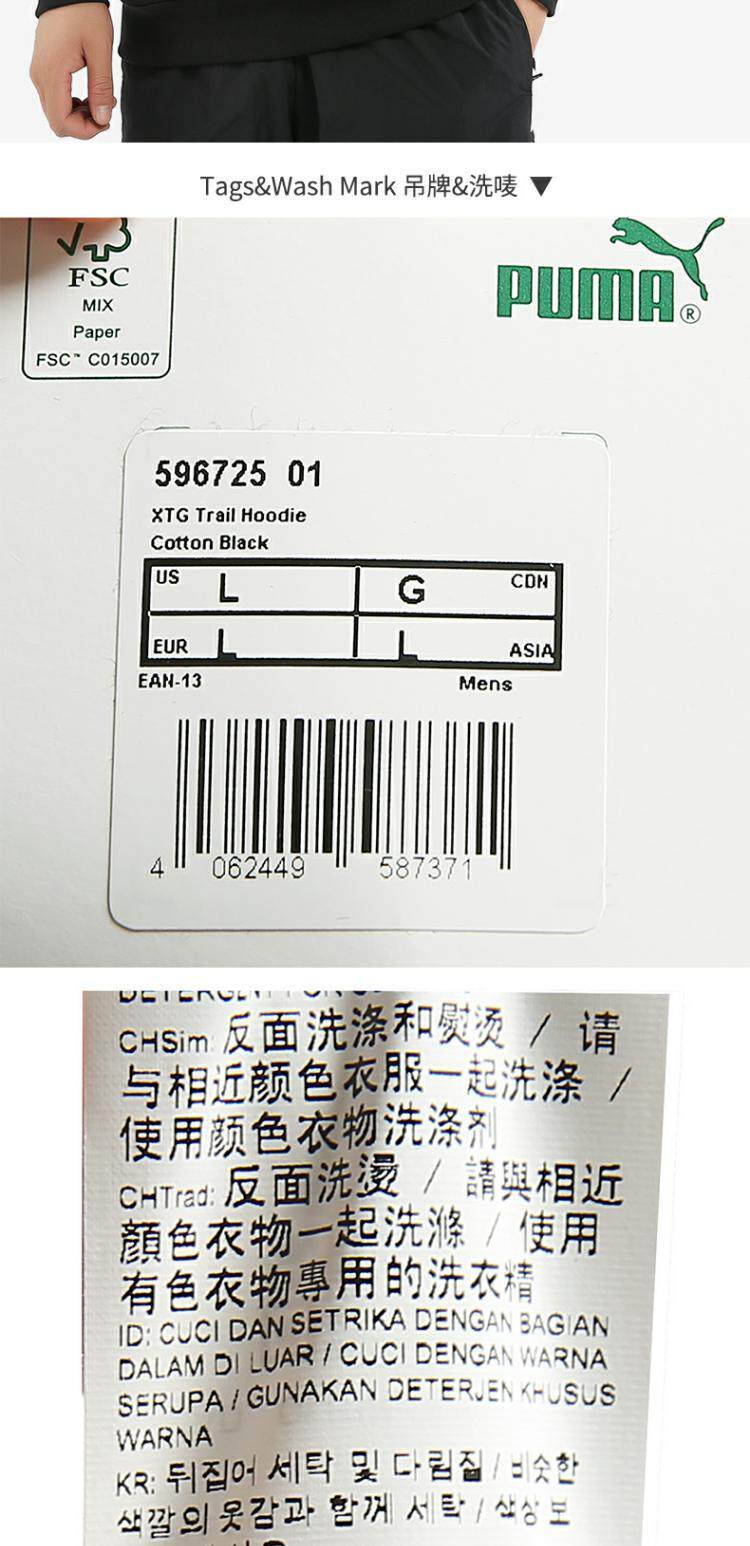 Tags&Wash Mark 吊牌&洗唛 ▼
FSC
MIX
Paper
FSC™ C015007
PUMA®
596725 01
XTG Trail Hoodie
Cotton Black
US L G CDN
EUR L L ASIA
EAN-13 Mens
4 062449 587371
CHSim: 反面洗涤和熨烫 / 请
与相近颜色衣服一起洗涤 /
使用颜色衣物洗涤剂
CHTrad: 反面洗燙 / 請與相近
顏色衣物一起洗滌 / 使用
有色衣物專用的洗衣精
ID: CUCI DAN SETRIKA DENGAN BAGIAN
DALAM DI LUAR / CUCI DENGAN WARNA
SERUPA / GUNAKAN DETERJEN KHUSUS
WARNA
KR: 뒤집어 세탁 및 다림질 / 비슷한
색깔의 옷감과 함께 세탁 / 색상 보